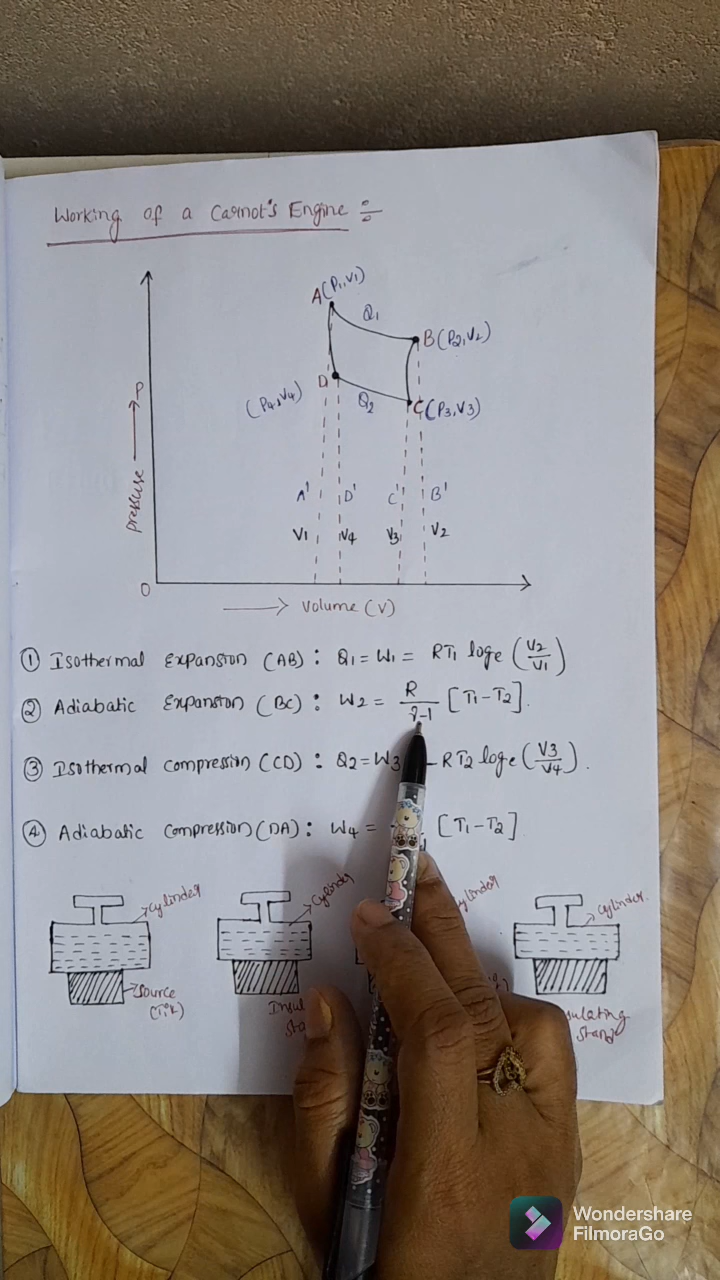 Working of a Carnot's Engine ÷
A(P1,V1)
Q1
B(P2,V2)
D
(P4,V4)
Q2
C(P3,V3)
pressure ⟶ P
A' D' C' B'
V1 V4 V3 V2
0
⟶ Volume (V)
① Isothermal Expansion (AB) : Q1 = W1 = RT1 loge (V2/V1)
② Adiabatic Expansion (BC) : W2 = R/γ-1 [T1-T2].
③ Isothermal compression (CD) : Q2 = W3 RT2 loge (V3/V4).
④ Adiabatic Compression (DA) : W4 = [T1-T2]
cylinder
cylinder
cylinder.
Source
(T1°K)
Wondershare
FilmoraGo